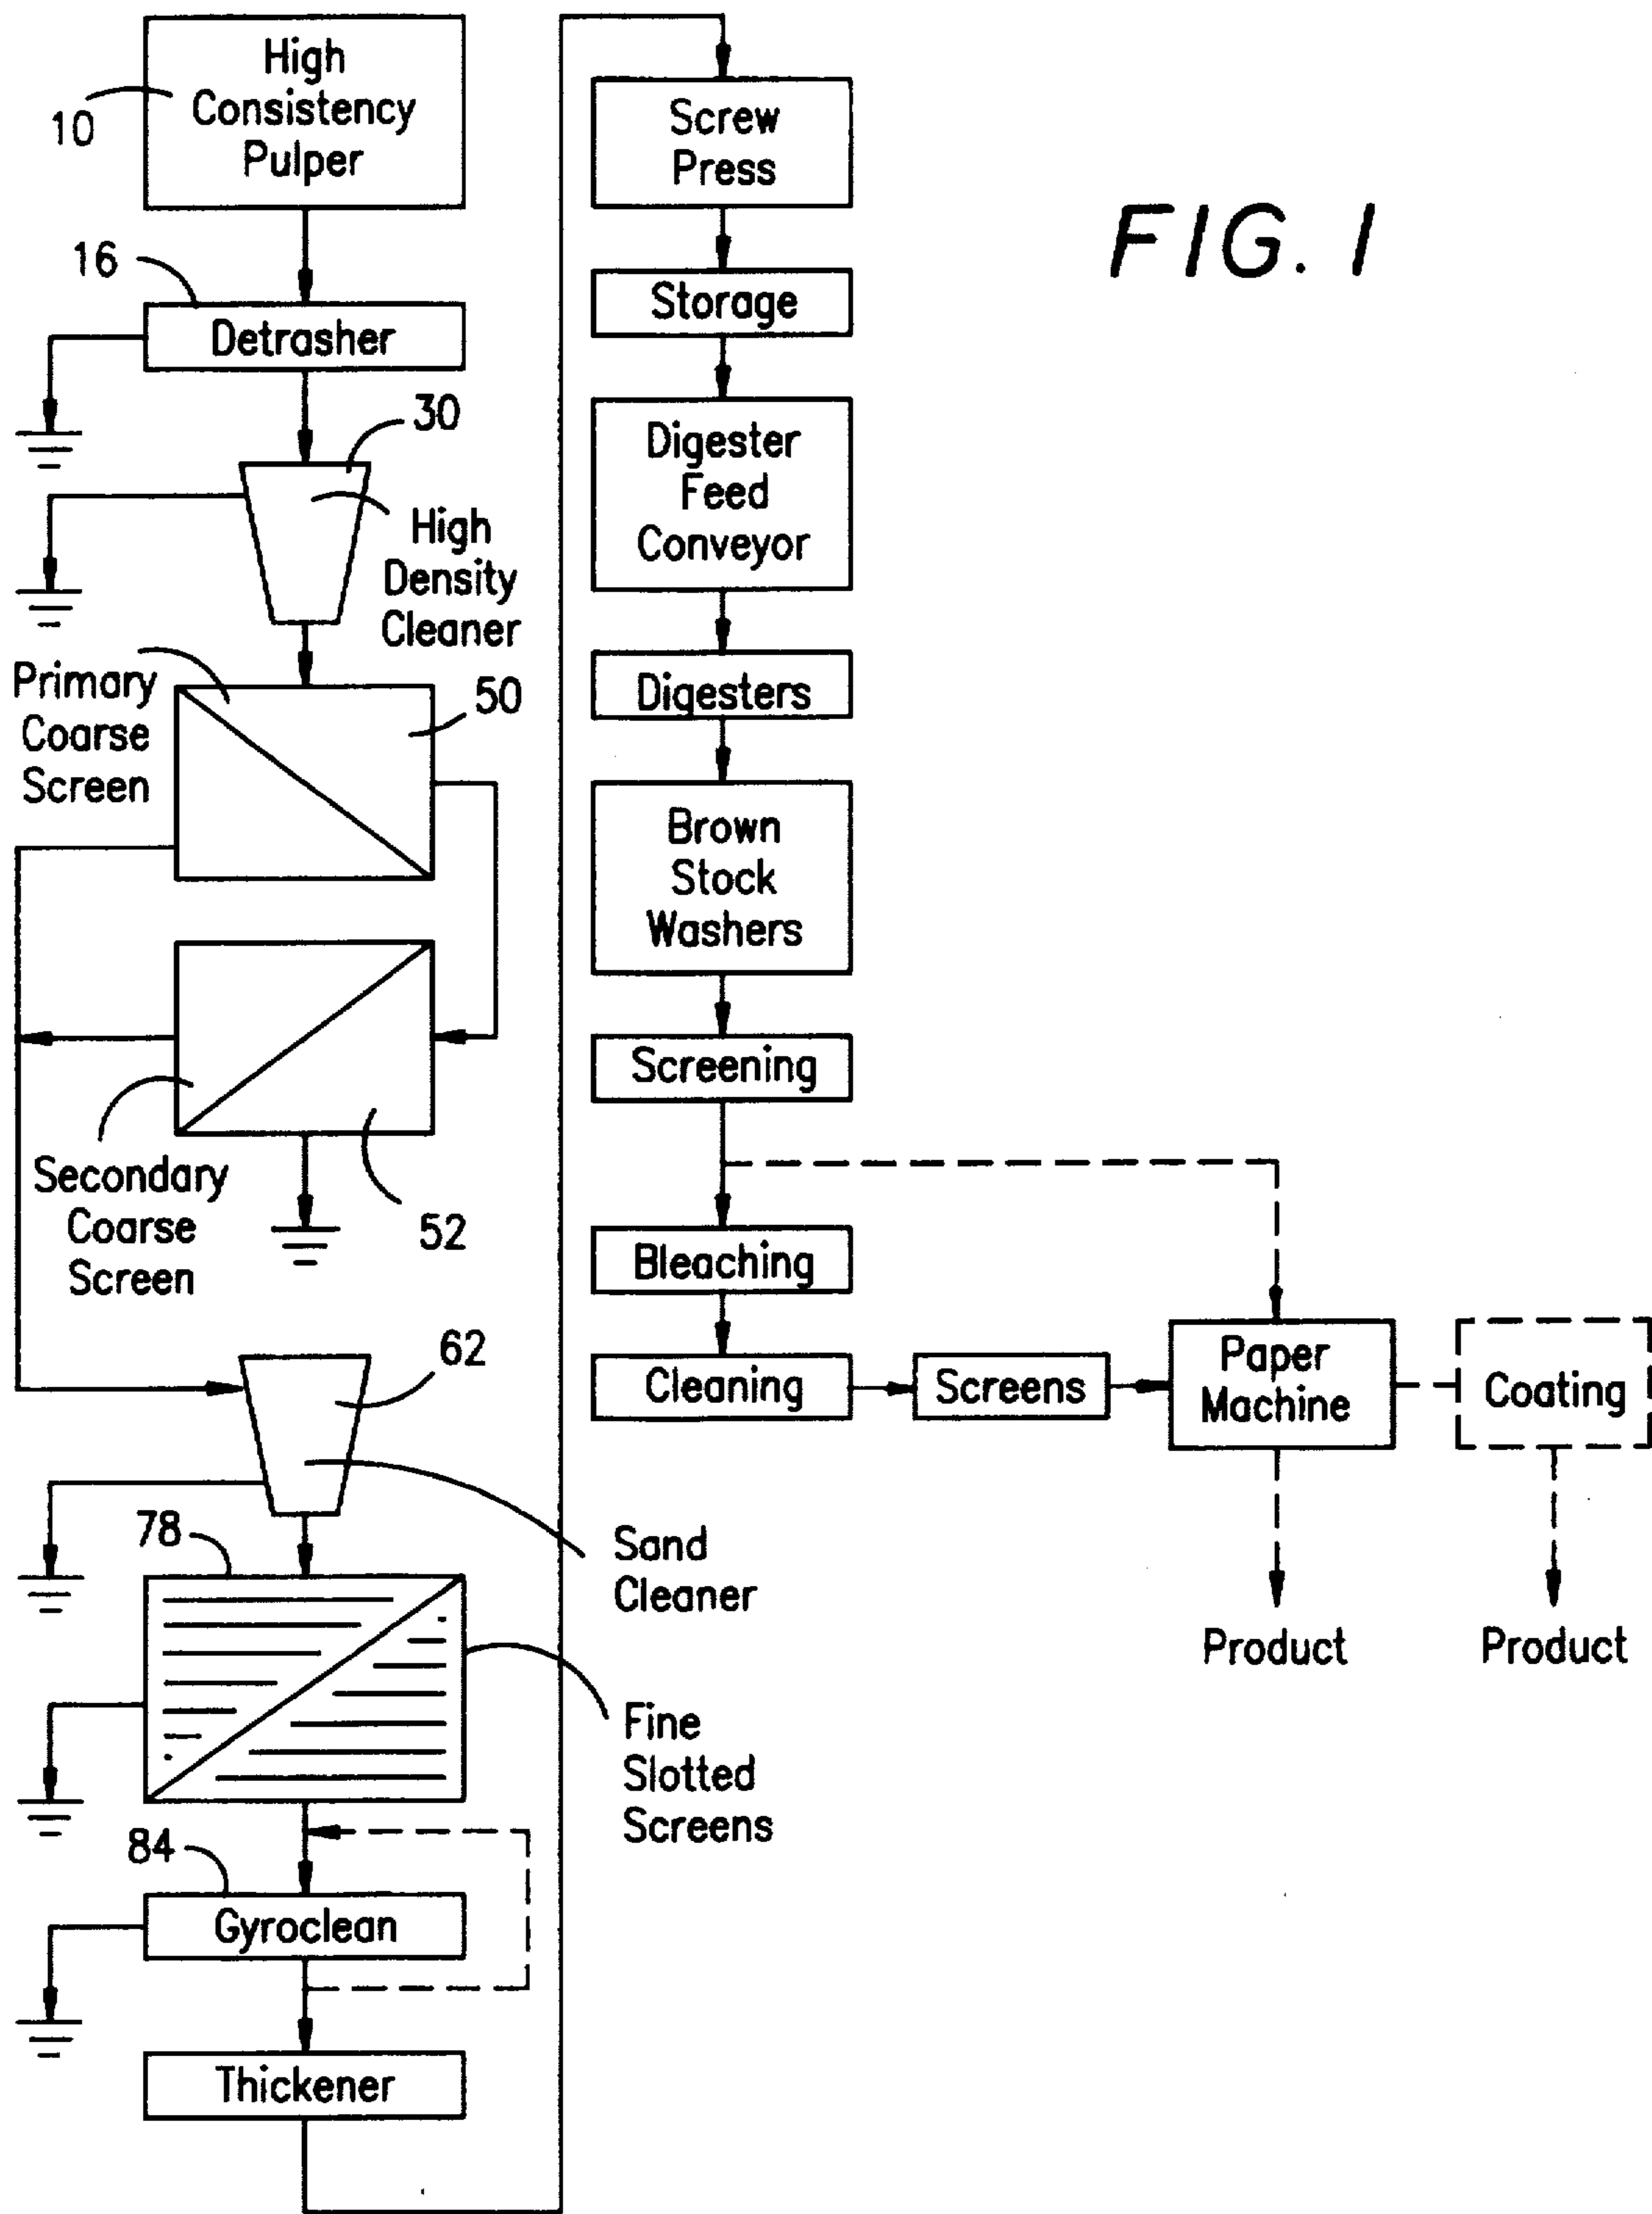 FIG. 1
High
Consistency
Pulper
10
16
Detrasher
30
High
Density
Cleaner
Primary
Coarse
Screen
50
Secondary
Coarse
Screen
52
62
Sand
Cleaner
78
Fine
Slotted
Screens
84
Gyroclean
Thickener
Screw
Press
Storage
Digester
Feed
Conveyor
Digesters
Brown
Stock
Washers
Screening
Bleaching
Cleaning
Screens
Paper
Machine
Coating
Product
Product